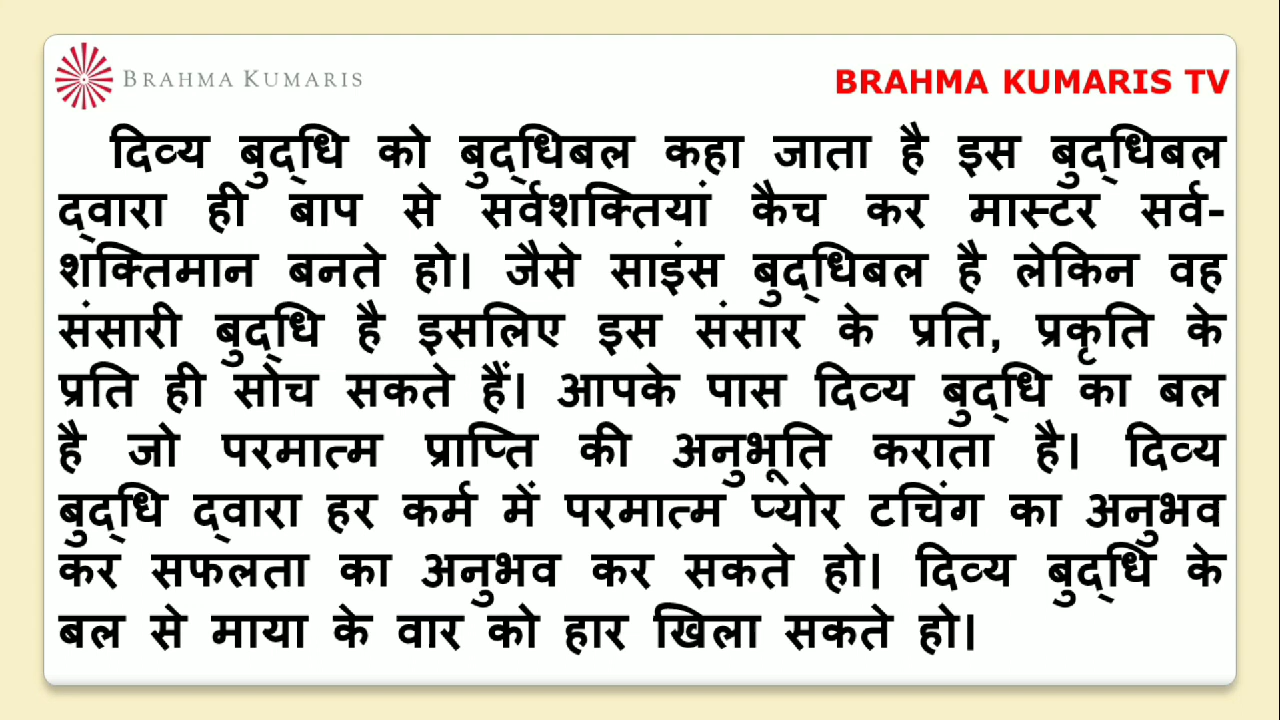 BRAHMA KUMARIS
BRAHMA KUMARIS TV
दिव्य बुद्धि को बुद्धिबल कहा जाता है इस बुद्धिबल
द्वारा ही बाप से सर्वशक्तियां कैच कर मास्टर सर्व-
शक्तिमान बनते हो। जैसे साइंस बुद्धिबल है लेकिन वह
संसारी बुद्धि है इसलिए इस संसार के प्रति, प्रकृति के
प्रति ही सोच सकते हैं। आपके पास दिव्य बुद्धि का बल
है जो परमात्म प्राप्ति की अनुभूति कराता है। दिव्य
बुद्धि द्वारा हर कर्म में परमात्म प्योर टचिंग का अनुभव
कर सफलता का अनुभव कर सकते हो। दिव्य बुद्धि के
बल से माया के वार को हार खिला सकते हो।